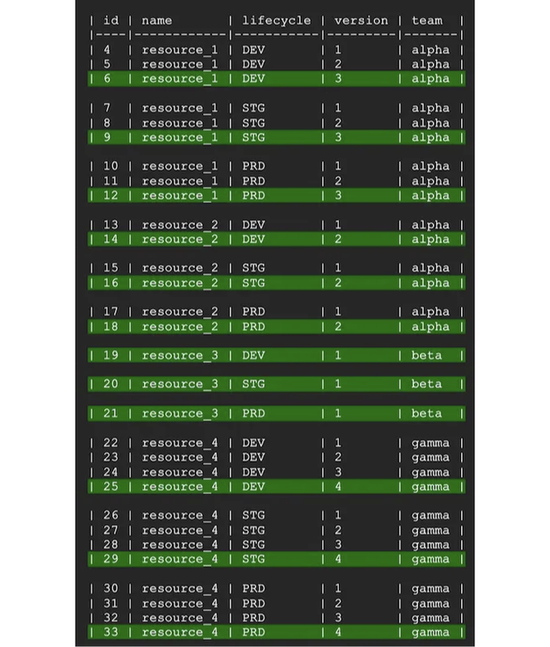 | id | name       | lifecycle | version | team  |
|----|------------|-----------|---------|-------|
| 4  | resource_1 | DEV       | 1       | alpha |
| 5  | resource_1 | DEV       | 2       | alpha |
| 6  | resource_1 | DEV       | 3       | alpha |
| 7  | resource_1 | STG       | 1       | alpha |
| 8  | resource_1 | STG       | 2       | alpha |
| 9  | resource_1 | STG       | 3       | alpha |
| 10 | resource_1 | PRD       | 1       | alpha |
| 11 | resource_1 | PRD       | 2       | alpha |
| 12 | resource_1 | PRD       | 3       | alpha |
| 13 | resource_2 | DEV       | 1       | alpha |
| 14 | resource_2 | DEV       | 2       | alpha |
| 15 | resource_2 | STG       | 1       | alpha |
| 16 | resource_2 | STG       | 2       | alpha |
| 17 | resource_2 | PRD       | 1       | alpha |
| 18 | resource_2 | PRD       | 2       | alpha |
| 19 | resource_3 | DEV       | 1       | beta  |
| 20 | resource_3 | STG       | 1       | beta  |
| 21 | resource_3 | PRD       | 1       | beta  |
| 22 | resource_4 | DEV       | 1       | gamma |
| 23 | resource_4 | DEV       | 2       | gamma |
| 24 | resource_4 | DEV       | 3       | gamma |
| 25 | resource_4 | DEV       | 4       | gamma |
| 26 | resource_4 | STG       | 1       | gamma |
| 27 | resource_4 | STG       | 2       | gamma |
| 28 | resource_4 | STG       | 3       | gamma |
| 29 | resource_4 | STG       | 4       | gamma |
| 30 | resource_4 | PRD       | 1       | gamma |
| 31 | resource_4 | PRD       | 2       | gamma |
| 32 | resource_4 | PRD       | 3       | gamma |
| 33 | resource_4 | PRD       | 4       | gamma |